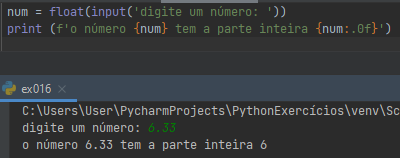 num = float(input('digite um número: '))
print (f'o número {num} tem a parte inteira {num:.0f}')
ex016 ×
C:\Users\User\PycharmProjects\PythonExercícios\venv\Sc
digite um número: 6.33
o número 6.33 tem a parte inteira 6